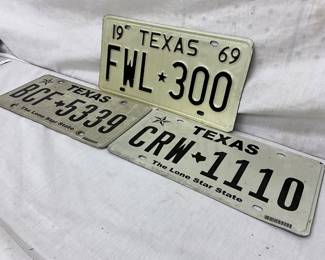 19 TEXAS 69
FWL★300
TEXAS
BCF 5339
The Lone Star State
TEXAS
CRW 1110
The Lone Star State